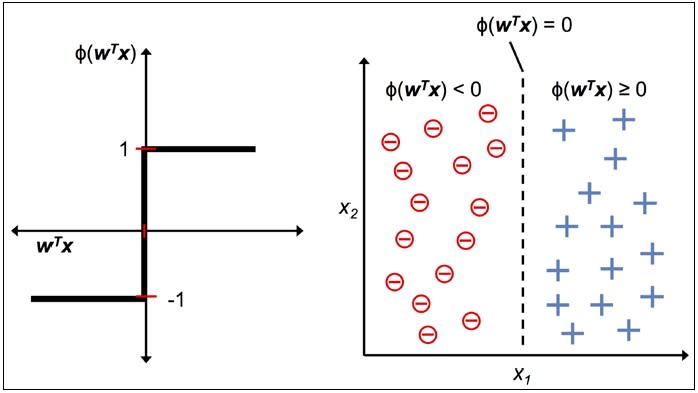 ϕ(wᵀx)
1
wᵀx
-1
ϕ(wᵀx) = 0
ϕ(wᵀx) < 0
ϕ(wᵀx) ≥ 0
x₂
x₁